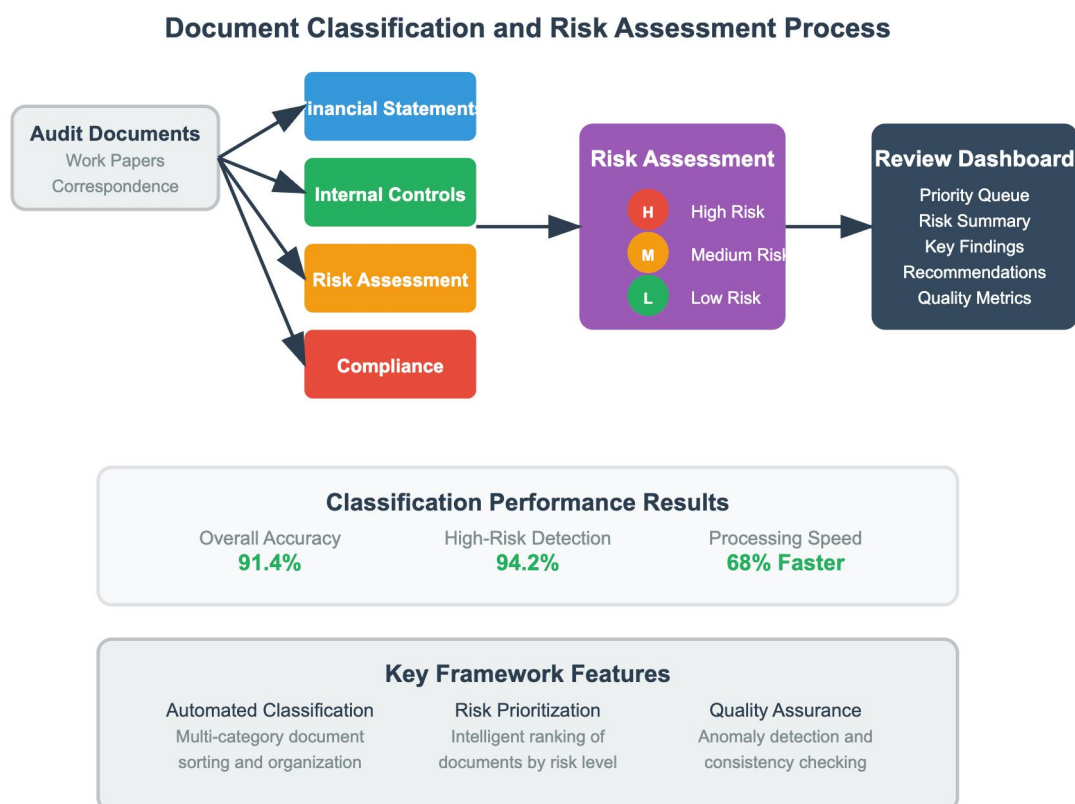 Document Classification and Risk Assessment Process
Audit Documents
Work Papers
Correspondence
Financial Statements
Internal Controls
Risk Assessment
Compliance
Risk Assessment
H High Risk
M Medium Risk
L Low Risk
Review Dashboard
Priority Queue
Risk Summary
Key Findings
Recommendations
Quality Metrics
Classification Performance Results
Overall Accuracy
91.4%
High-Risk Detection
94.2%
Processing Speed
68% Faster
Key Framework Features
Automated Classification
Multi-category document
sorting and organization
Risk Prioritization
Intelligent ranking of
documents by risk level
Quality Assurance
Anomaly detection and
consistency checking